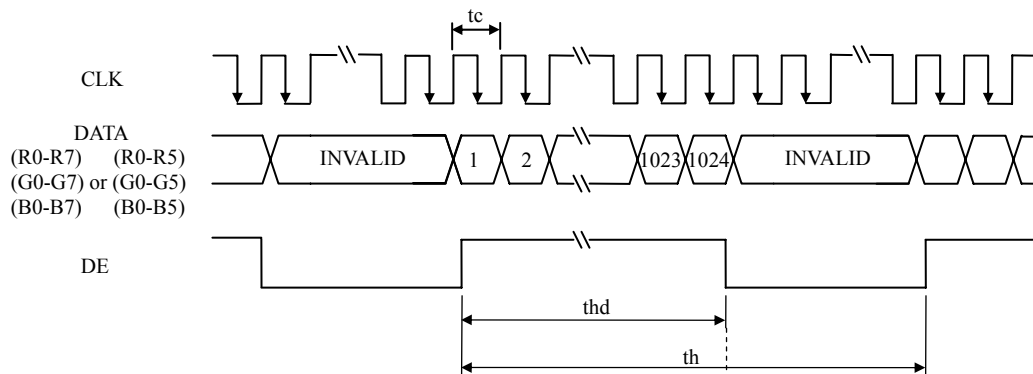 tc
CLK
DATA
(R0-R7) (R0-R5)
(G0-G7) or (G0-G5)
(B0-B7) (B0-B5)
INVALID 1 2 1023 1024 INVALID
DE
thd
th